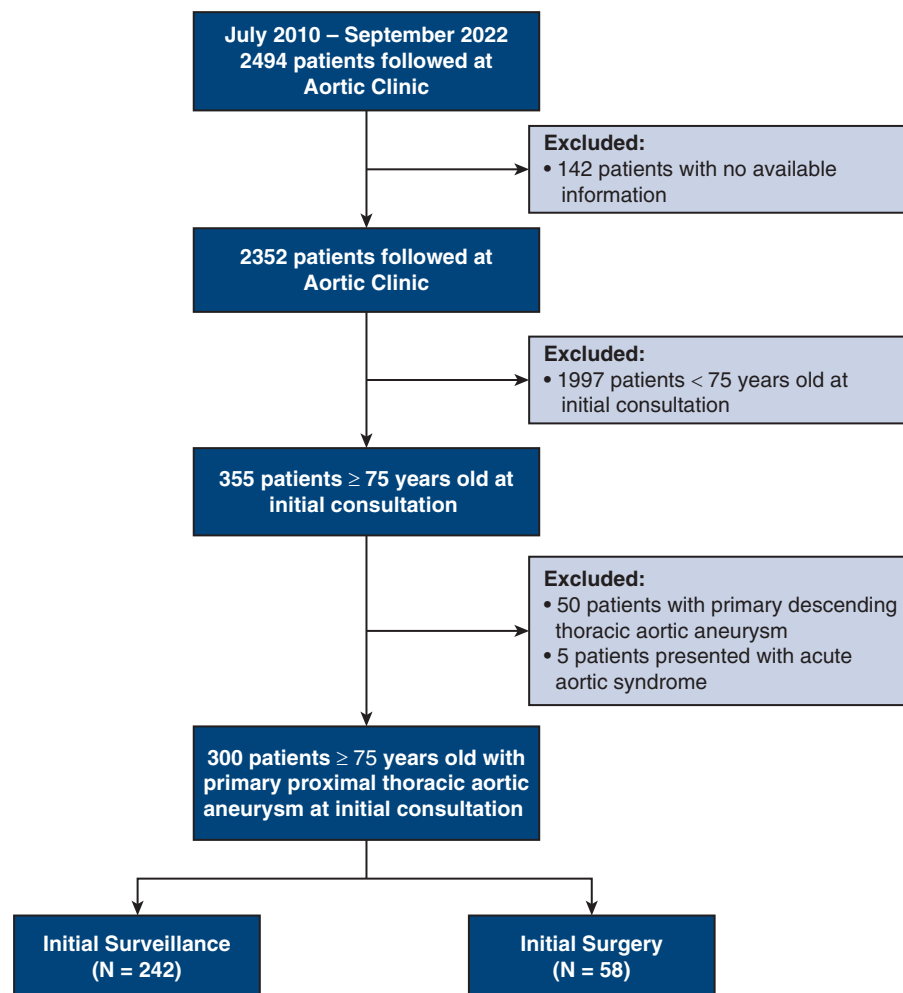 July 2010 – September 2022
2494 patients followed at
Aortic Clinic
Excluded:
• 142 patients with no available
information
2352 patients followed at
Aortic Clinic
Excluded:
• 1997 patients < 75 years old at
initial consultation
355 patients ≥ 75 years old at
initial consultation
Excluded:
• 50 patients with primary descending
thoracic aortic aneurysm
• 5 patients presented with acute
aortic syndrome
300 patients ≥ 75 years old with
primary proximal thoracic aortic
aneurysm at initial consultation
Initial Surveillance
(N = 242)
Initial Surgery
(N = 58)